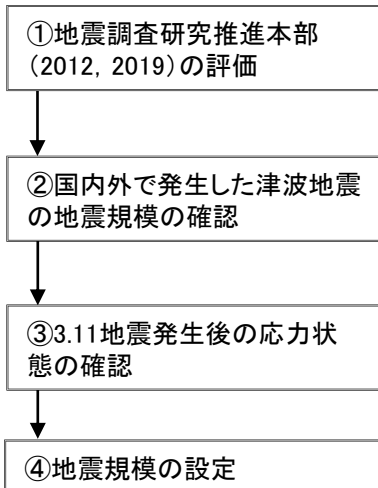 ①地震調査研究推進本部
(2012, 2019)の評価
②国内外で発生した津波地震
の地震規模の確認
③3.11地震発生後の応力状
態の確認
④地震規模の設定